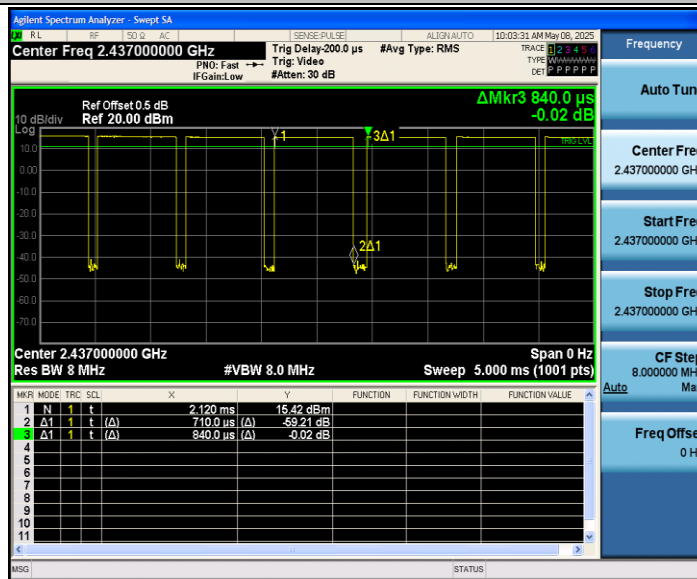 Agilent Spectrum Analyzer - Swept SA
RL RF 50 Ω AC SENSE:PULSE ALIGN AUTO 10:03:31 AM May 08, 2025
Center Freq 2.437000000 GHz
PNO: Fast
IFGain:Low
Trig Delay-200.0 µs
Trig: Video
#Atten: 30 dB
#Avg Type: RMS
TRACE 1 2 3 4 5 6
TYPE
DET P P P P P P
Ref Offset 0.5 dB
10 dB/div Ref 20.00 dBm
ΔMkr3 840.0 µs
-0.02 dB
Log
1
3Δ1
10.0
TRIG LVL
0.00
-10.0
-20.0
-30.0
2Δ1
-40.0
-50.0
-60.0
-70.0
Center 2.437000000 GHz Span 0 Hz
Res BW 8 MHz #VBW 8.0 MHz Sweep 5.000 ms (1001 pts)
MKR MODE TRC SCL X Y FUNCTION FUNCTION WIDTH FUNCTION VALUE
1 N 1 t 2.120 ms 15.42 dBm
2 Δ1 1 t (Δ) 710.0 µs (Δ) -59.21 dB
3 Δ1 1 t (Δ) 840.0 µs (Δ) -0.02 dB
4
5
6
7
8
9
10
11
MSG STATUS
Frequency
Auto Tun
Center Fre
2.437000000 GH
Start Fre
2.437000000 GH
Stop Fre
2.437000000 GH
CF Step
8.000000 MH
Auto Ma
Freq Offse
0 H